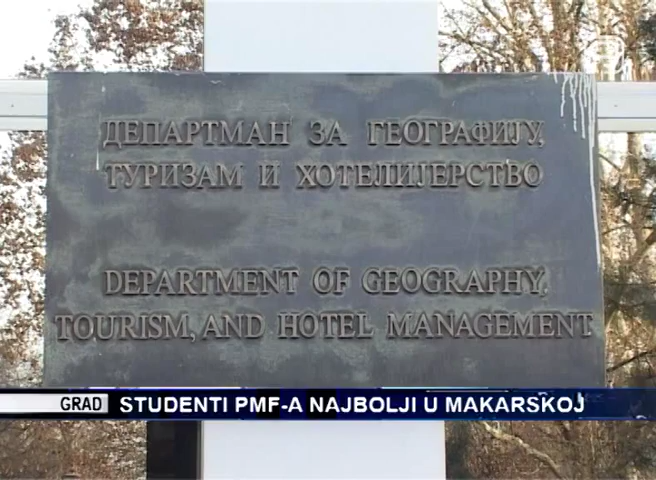 ДЕПАРТМАН ЗА ГЕОГРАФИЈУ,
ТУРИЗАМ И ХОТЕЛИЈЕРСТВО
DEPARTMENT OF GEOGRAPHY,
TOURISM, AND HOTEL MANAGEMENT
GRAD STUDENTI PMF-A NAJBOLJI U MAKARSKOJ